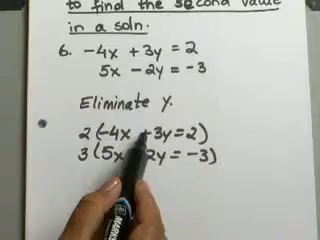 to find the second value
in a soln.
6. -4x + 3y = 2
5x - 2y = -3
Eliminate y.
2(-4x +3y = 2)
3(5x 2y = -3)
MARKS